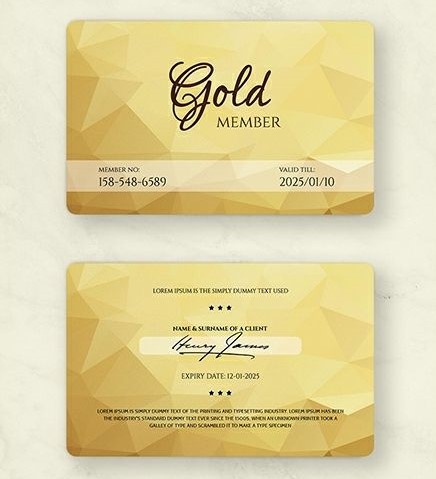 Gold
MEMBER
MEMBER NO:
158-548-6589
VALID TILL:
2025/01/10
LOREM IPSUM IS THE SIMPLY DUMMY TEXT USED
NAME & SURNAME OF A CLIENT
Henry James
EXPIRY DATE: 12-01-2025
LOREM IPSUM IS SIMPLY DUMMY TEXT OF THE PRINTING AND TYPESETTING INDUSTRY. LOREM IPSUM HAS BEEN
THE INDUSTRY'S STANDARD DUMMY TEXT EVER SINCE THE 1500S, WHEN AN UNKNOWN PRINTER TOOK A
GALLEY OF TYPE AND SCRAMBLED IT TO MAKE A TYPE SPECIMEN